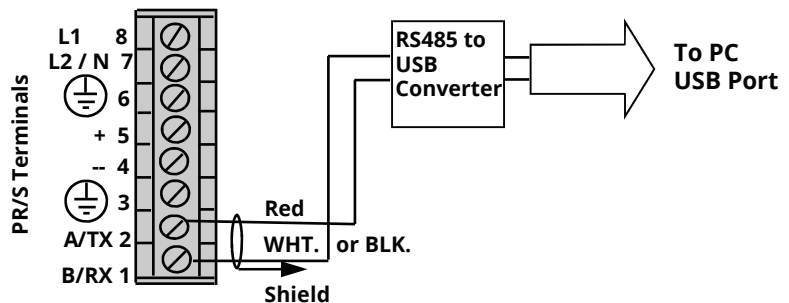 PR/S Terminals
L1 8
L2 / N 7
6
+ 5
-- 4
3
A/TX 2
B/RX 1
Red
WHT. or BLK.
Shield
RS485 to
USB
Converter
To PC
USB Port